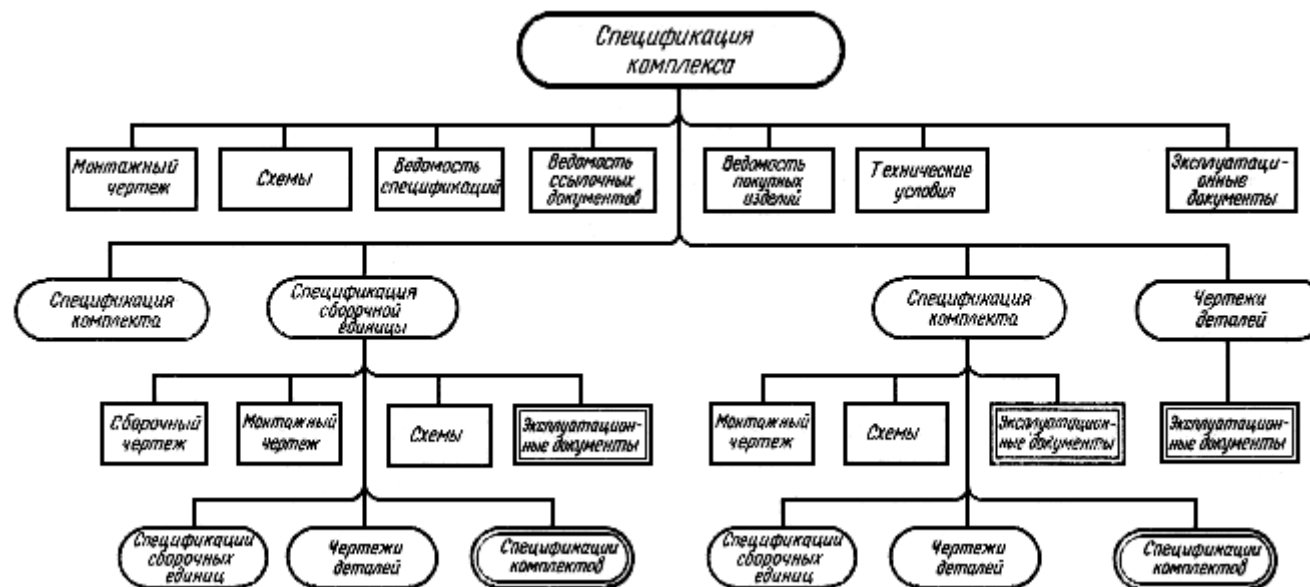 Спецификация
комплекса
Монтажный
чертеж
Схемы
Ведомость
спецификаций
Ведомость
ссылочных
документов
Ведомость
покупных
изделий
Технические
условия
Эксплуатаци-
онные
документы
Спецификация
комплекта
Спецификация
сборочной
единицы
Спецификация
комплекта
Чертежи
деталей
Сборочный
чертеж
Монтажный
чертеж
Схемы
Эксплуатацион-
ные документы
Монтажный
чертеж
Схемы
Эксплуатацион-
ные документы
Эксплуатацион-
ные документы
Спецификации
сборочных
единиц
Чертежи
деталей
Спецификации
комплектов
Спецификации
сборочных
единиц
Чертежи
деталей
Спецификации
комплектов